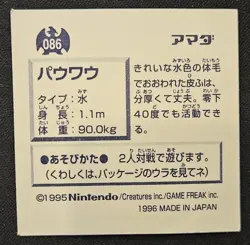 086
アマダ
パウワウ
タイプ：水
身長：1.1m
体重：90.0kg
きれいな水色の体毛
でおおわれた皮ふは、
分厚くて丈夫。零下
40度でも活動でき
る。
●あそびかた● 2人対戦で遊びます。
（くわしくは、パッケージのウラを見てネ）
©1995 Nintendo/Creatures inc./GAME FREAK inc.
1996 MADE IN JAPAN